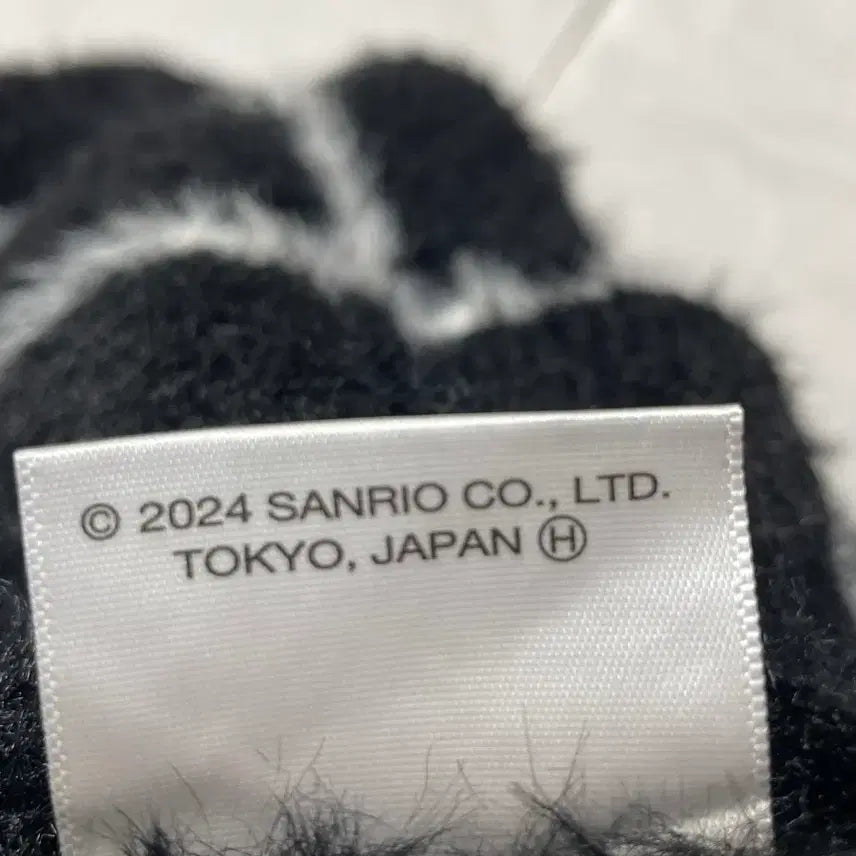 © 2024 SANRIO CO., LTD.
TOKYO, JAPAN Ⓗ